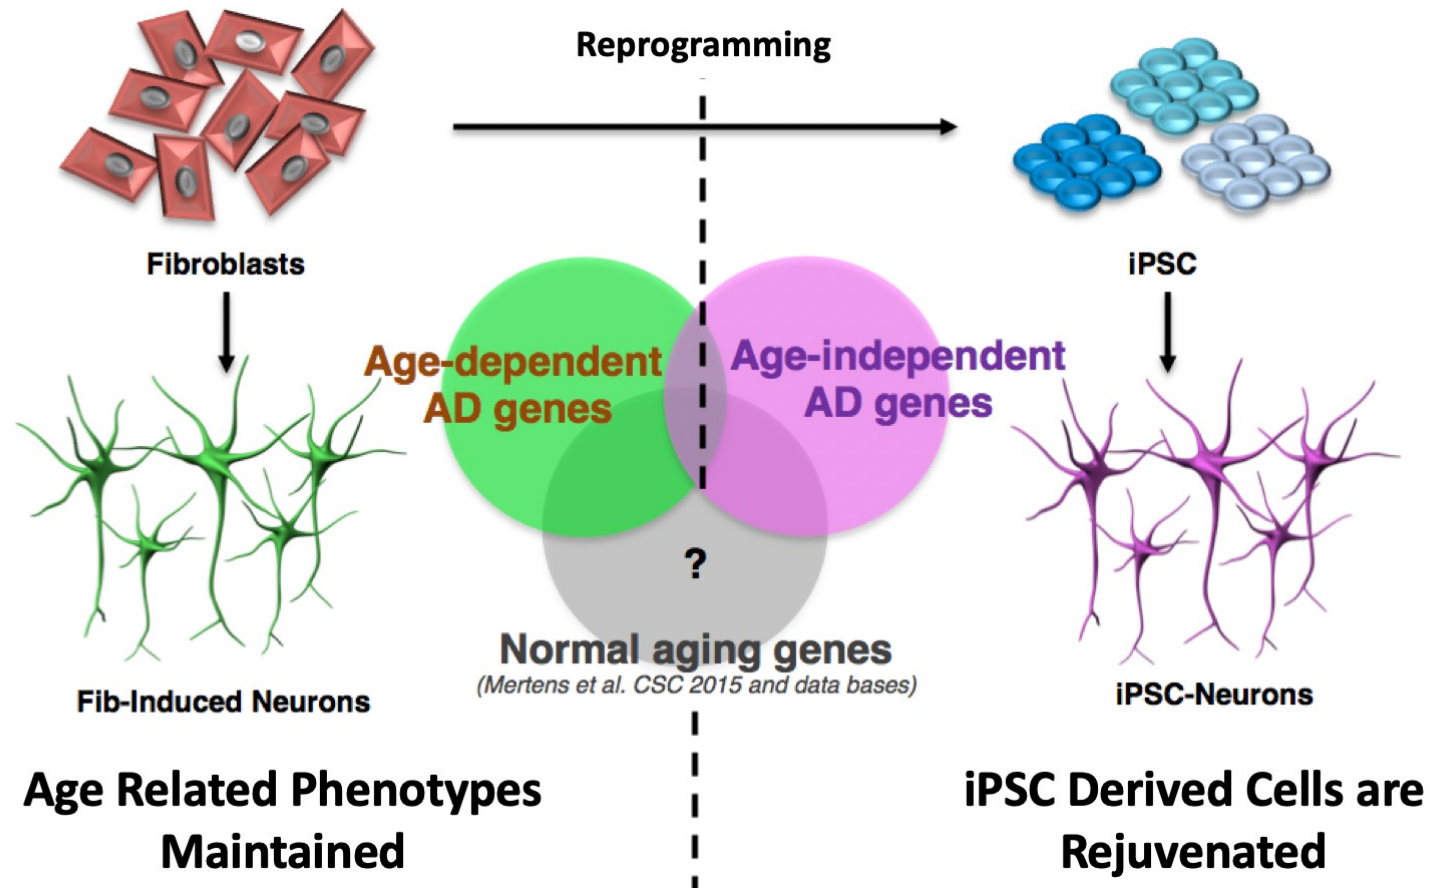 Reprogramming
Fibroblasts
iPSC
Age-dependent
AD genes
Age-independent
AD genes
?
Normal aging genes
(Mertens et al. CSC 2015 and data bases)
Fib-Induced Neurons
iPSC-Neurons
Age Related Phenotypes
Maintained
iPSC Derived Cells are
Rejuvenated